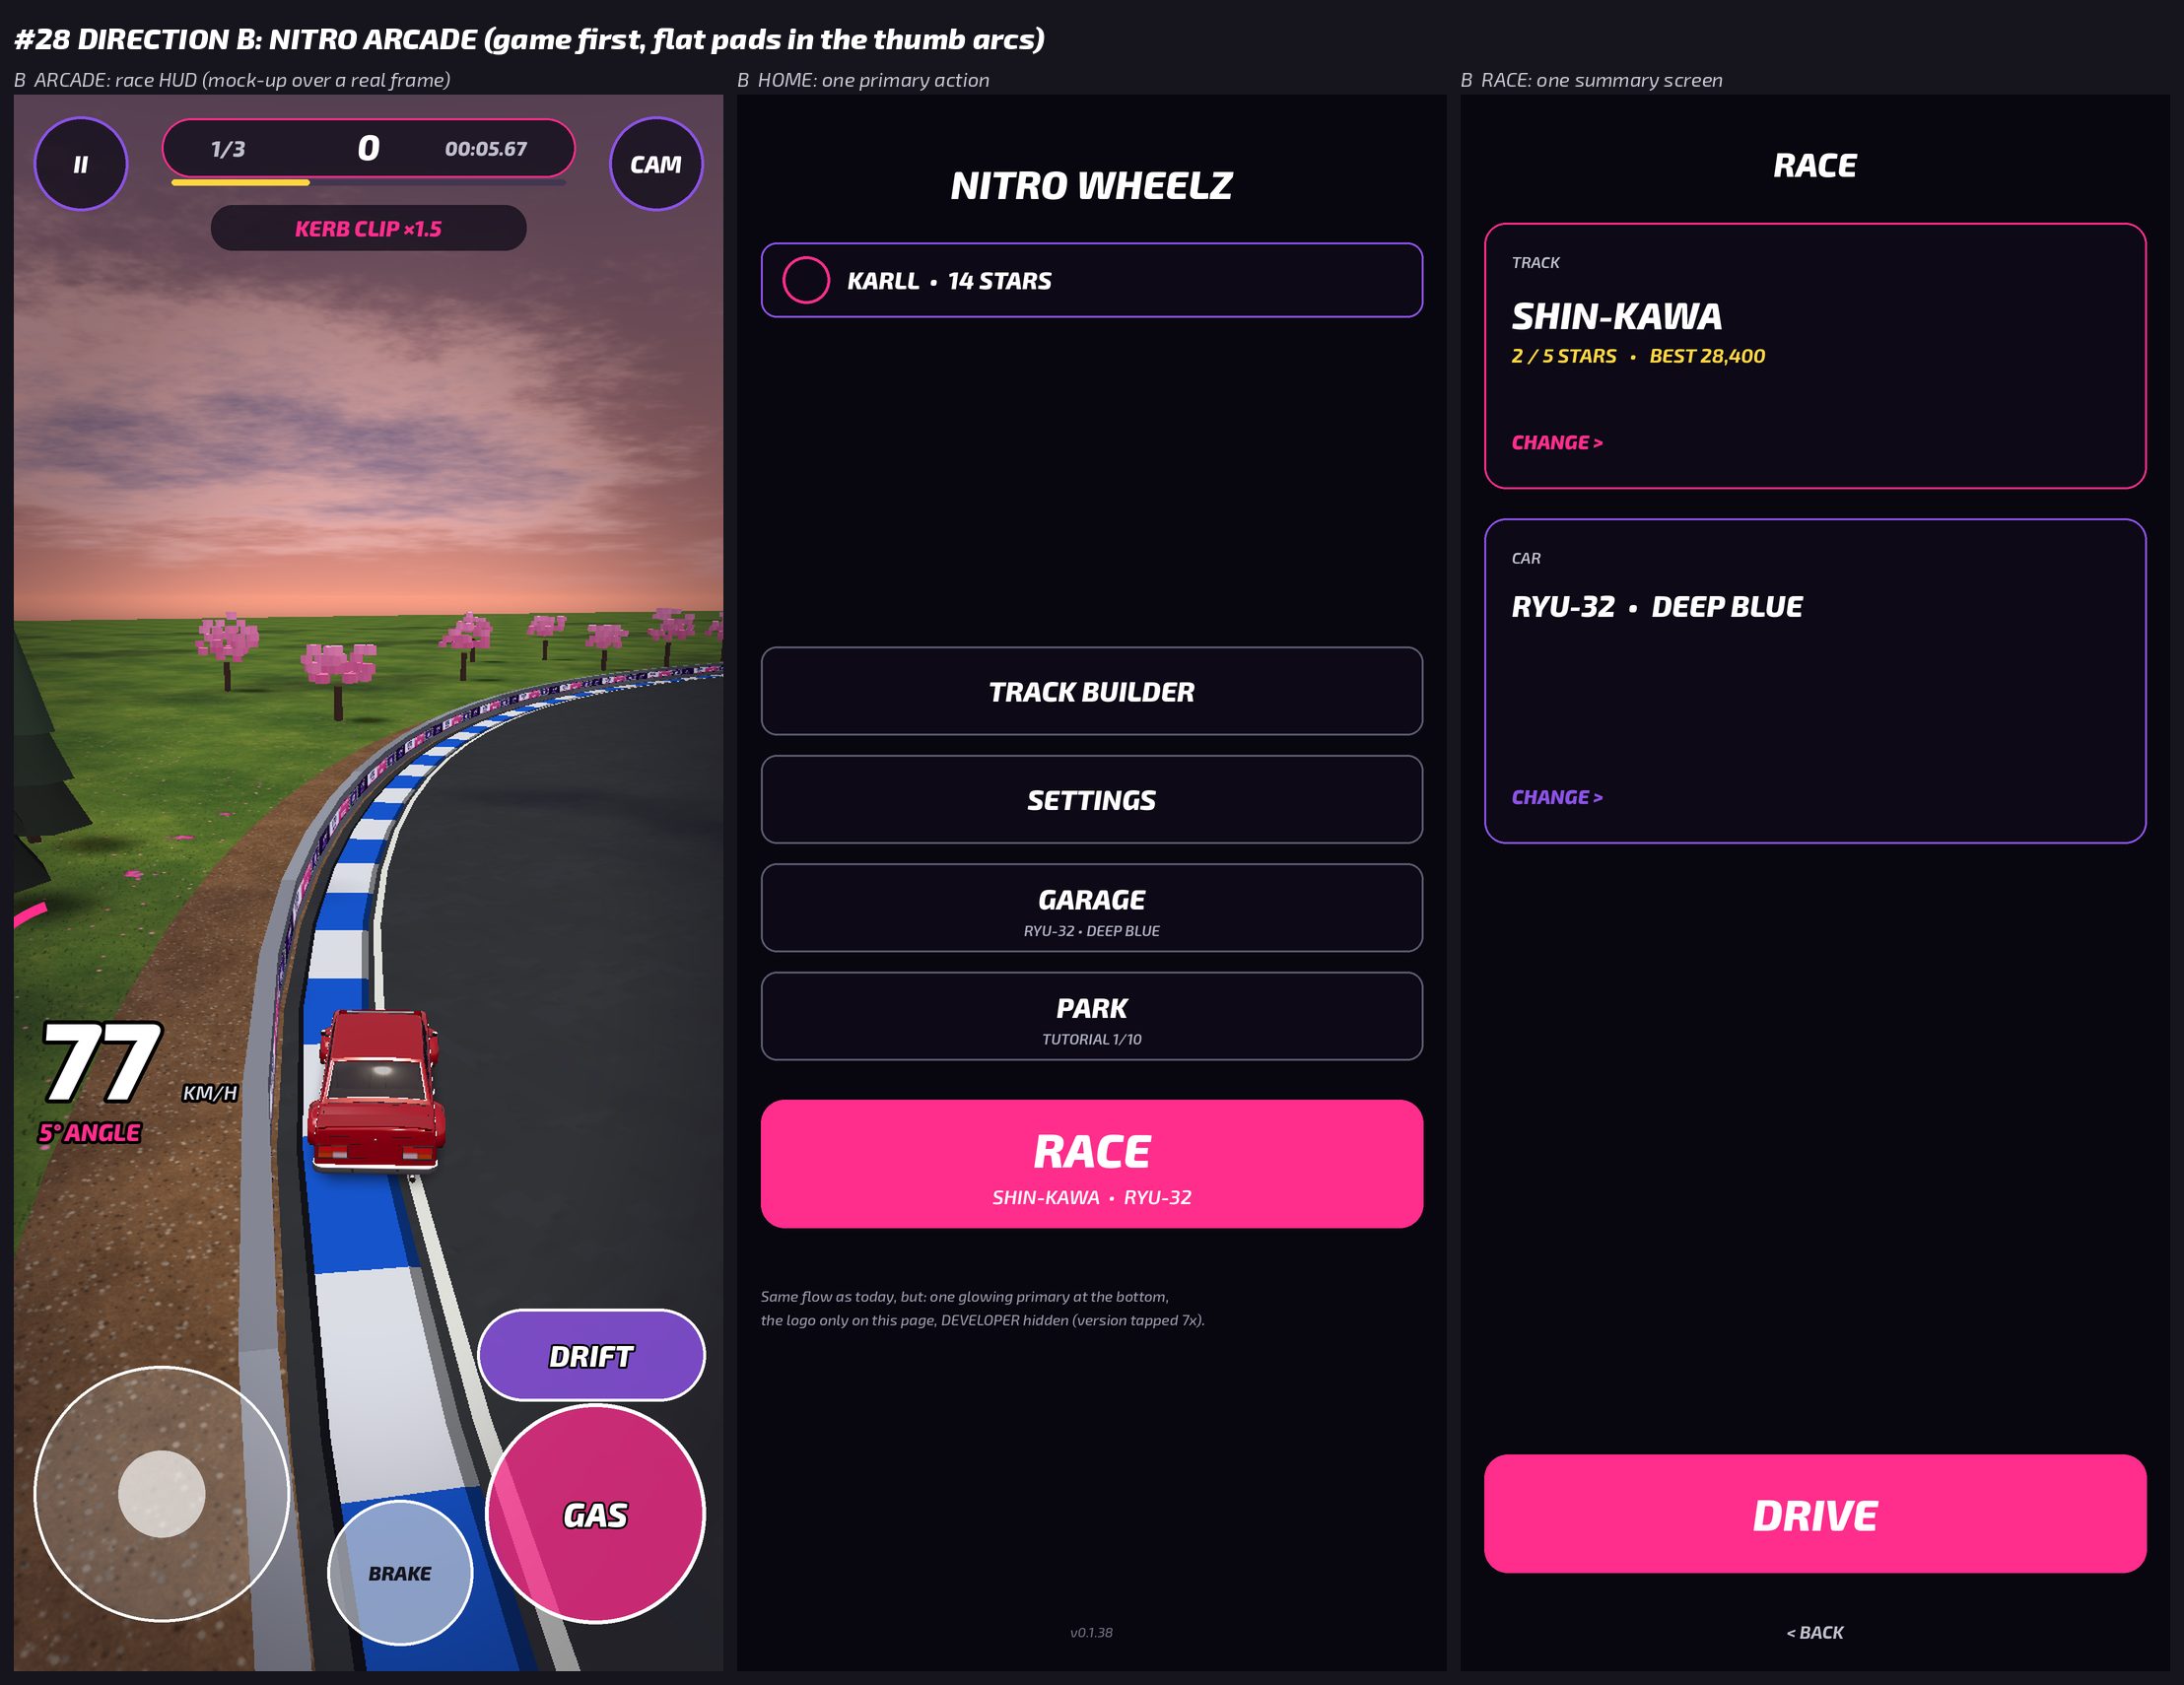 #28 DIRECTION B: NITRO ARCADE (game first, flat pads in the thumb arcs)
B ARCADE: race HUD (mock-up over a real frame)
II
1/3
0
00:05.67
CAM
KERB CLIP ×1.5
77
KM/H
5° ANGLE
DRIFT
GAS
BRAKE
B HOME: one primary action
NITRO WHEELZ
KARLL • 14 STARS
TRACK BUILDER
SETTINGS
GARAGE
RYU-32 • DEEP BLUE
PARK
TUTORIAL 1/10
RACE
SHIN-KAWA • RYU-32
Same flow as today, but: one glowing primary at the bottom,
the logo only on this page, DEVELOPER hidden (version tapped 7x).
v0.1.38
B RACE: one summary screen
RACE
TRACK
SHIN-KAWA
2 / 5 STARS • BEST 28,400
CHANGE >
CAR
RYU-32 • DEEP BLUE
CHANGE >
DRIVE
< BACK